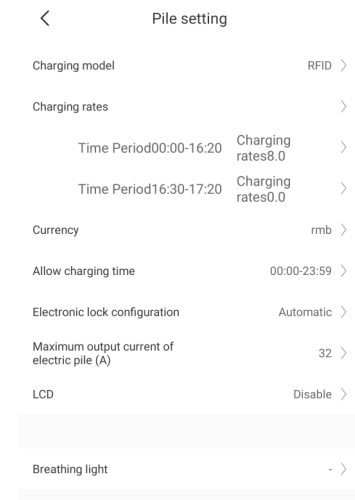 Pile setting
Charging model RFID
Charging rates
Time Period00:00-16:20 Charging
rates8.0
Time Period16:30-17:20 Charging
rates0.0
Currency rmb
Allow charging time 00:00-23:59
Electronic lock configuration Automatic
Maximum output current of
electric pile (A) 32
LCD Disable
Breathing light -